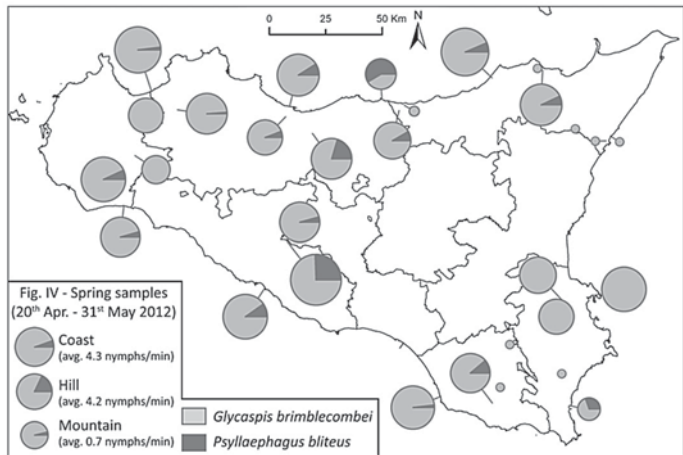 0 25 50 Km
N
Fig. IV - Spring samples
(20th Apr. - 31st May 2012)
Coast
(avg. 4.3 nymphs/min)
Hill
(avg. 4.2 nymphs/min)
Mountain
(avg. 0.7 nymphs/min)
Glycaspis brimblecombei
Psyllaephagus bliteus